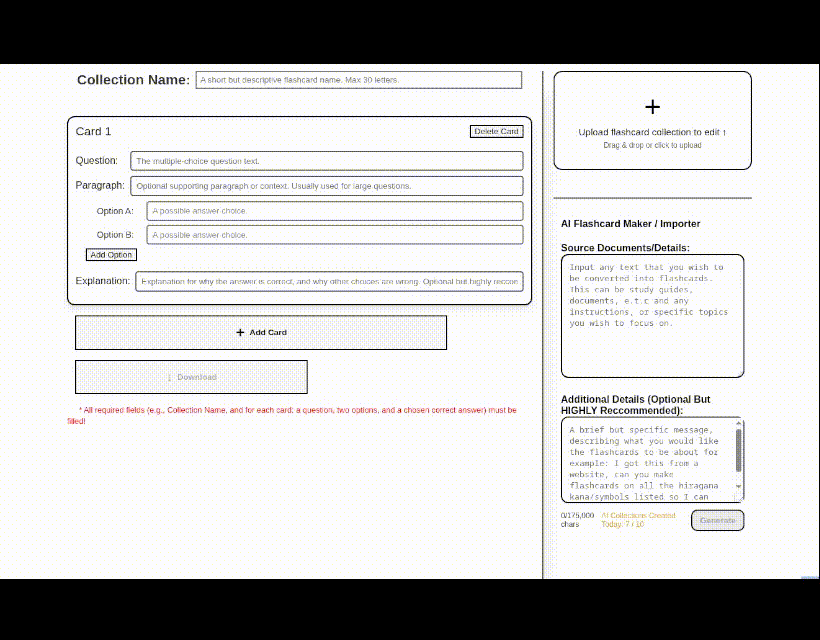 Collection Name: A short but descriptive flashcard name. Max 30 letters.
Card 1 Delete Card
Question: The multiple-choice question text.
Paragraph: Optional supporting paragraph or context. Usually used for large questions.
Option A: A possible answer choice.
Option B: A possible answer choice.
Add Option
Explanation: Explanation for why the answer is correct, and why other choices are wrong. Optional but highly recom
+ Add Card
↓ Download
* All required fields (e.g., Collection Name, and for each card: a question, two options, and a chosen correct answer) must be
filled!
+
Upload flashcard collection to edit ↑
Drag & drop or click to upload
AI Flashcard Maker / Importer
Source Documents/Details:
Input any text that you wish to
be converted into flashcards.
This can be study guides,
documents, e.t.c and any
instructions, or specific topics
you wish to focus on.
Additional Details (Optional But
HIGHLY Reccommended):
A brief but specific message,
describing what you would like
the flashcards to be about for
example: I got this from a
website, can you make
flashcards on all the hiragana
kana/symbols listed so I can
0/175,000
chars
AI Collections Created
Today: 7 / 10
Generate